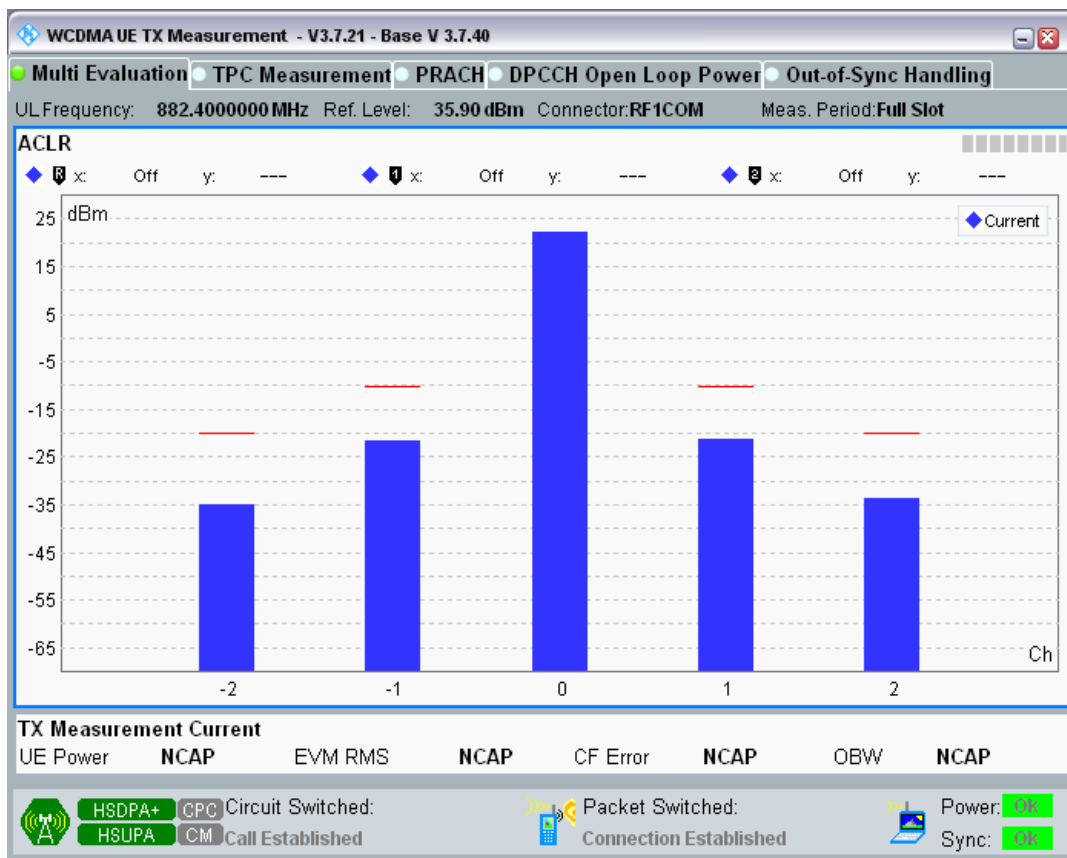 WCDMA UE TX Measurement - V3.7.21 - Base V 3.7.40
Multi Evaluation TPC Measurement PRACH DPCCH Open Loop Power Out-of-Sync Handling
UL Frequency: 882.4000000 MHz Ref. Level: 35.90 dBm Connector:RF1COM Meas. Period:Full Slot
ACLR
R x: Off y: --- 1 x: Off y: --- 2 x: Off y: ---
dBm
Current
25
15
5
-5
-15
-25
-35
-45
-55
-65
Ch
-2 -1 0 1 2
TX Measurement Current
UE Power NCAP EVM RMS NCAP CF Error NCAP OBW NCAP
HSDPA+ CPC Circuit Switched: Packet Switched: Power: Ok
HSUPA CM Call Established Connection Established Sync: Ok